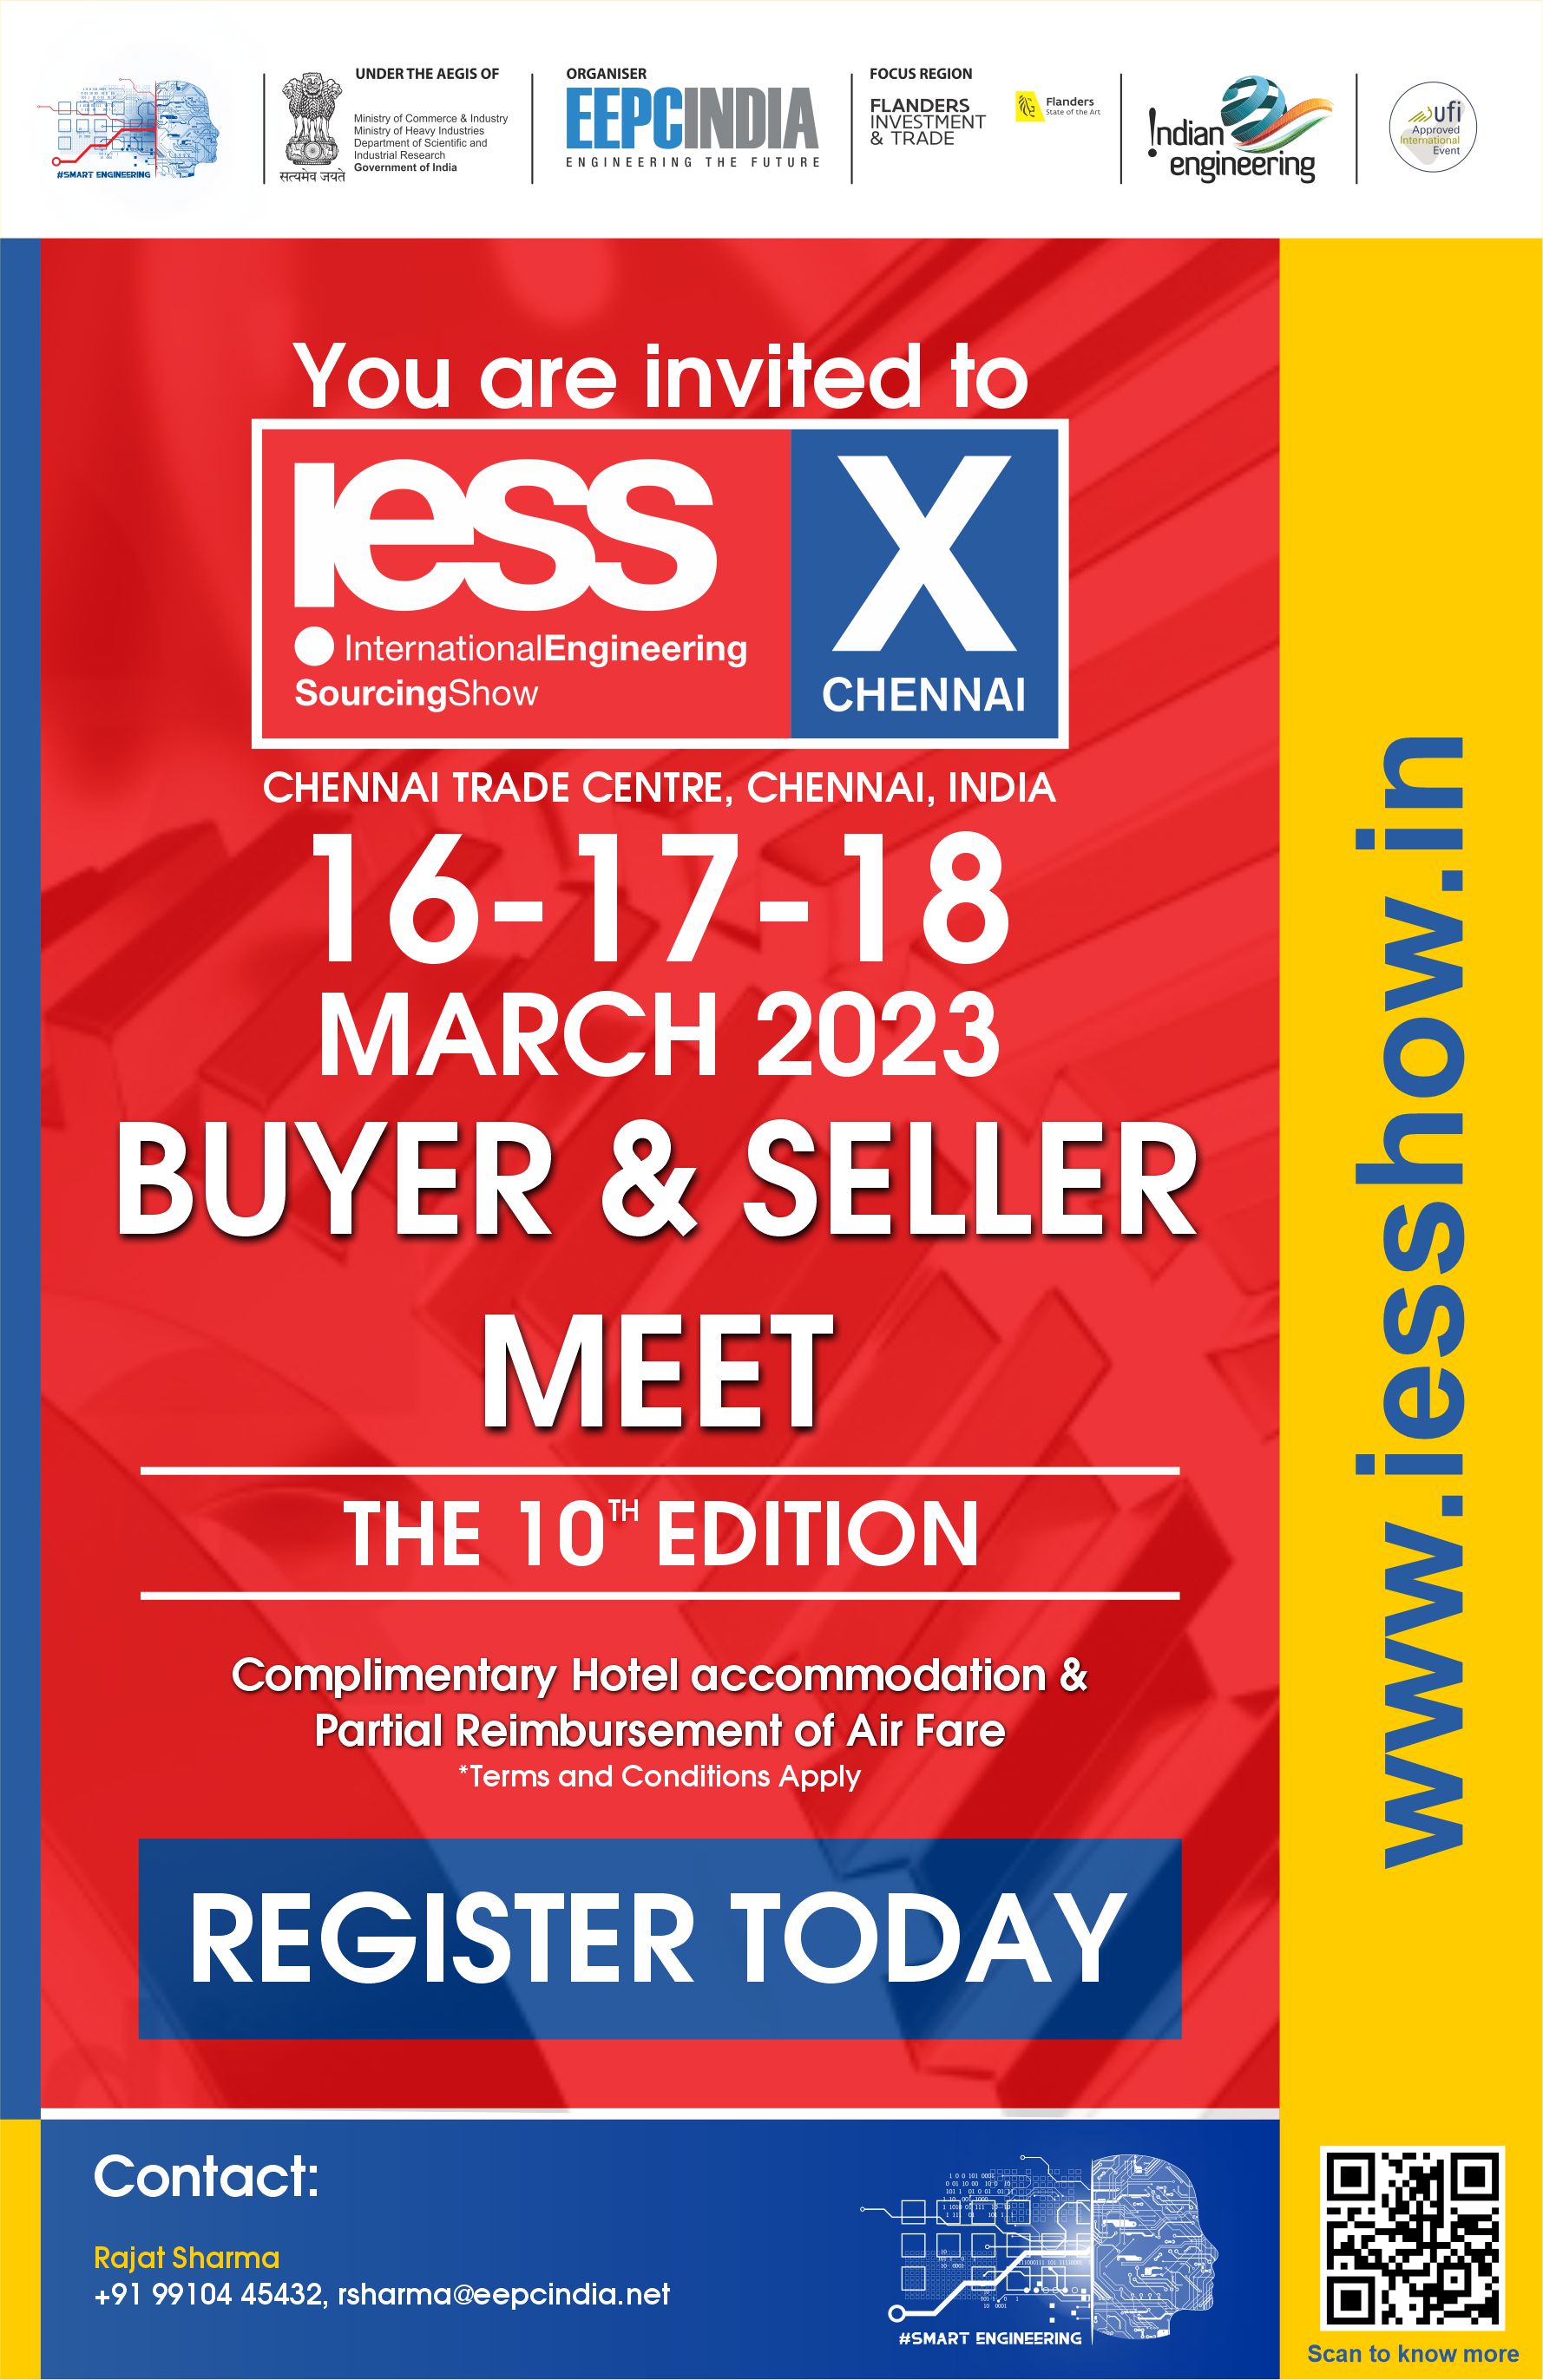 #SMART ENGINEERING
सत्यमेव जयते
UNDER THE AEGIS OF
Ministry of Commerce & Industry
Ministry of Heavy Industries
Department of Scientific and
Industrial Research
Government of India
ORGANISER
EEPCINDIA
ENGINEERING THE FUTURE
FOCUS REGION
FLANDERS
INVESTMENT
& TRADE
Flanders
State of the Art
Indian
engineering
ufi
Approved
International
Event
You are invited to
iess
InternationalEngineering
SourcingShow
X
CHENNAI
CHENNAI TRADE CENTRE, CHENNAI, INDIA
16-17-18
MARCH 2023
BUYER & SELLER
MEET
THE 10TH EDITION
Complimentary Hotel accommodation &
Partial Reimbursement of Air Fare
*Terms and Conditions Apply
REGISTER TODAY
www.iesshow.in
Contact:
Rajat Sharma
+91 99104 45432, rsharma@eepcindia.net
#SMART ENGINEERING
Scan to know more